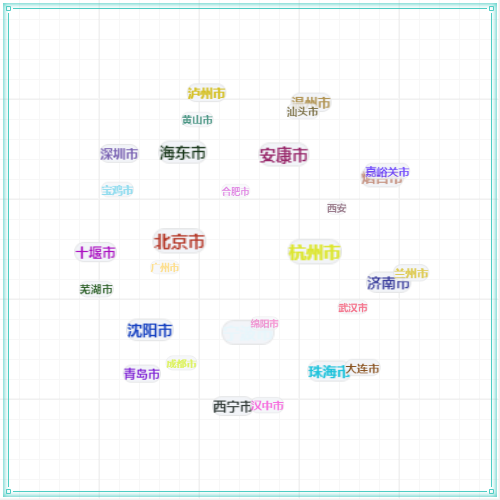 泸州市
温州市
汕头市
黄山市
深圳市
海东市
安康市
嘉峪关市
烟台市
宝鸡市
合肥市
西安
北京市
十堰市
杭州市
广州市
兰州市
济南市
芜湖市
武汉市
绵阳市
沈阳市
成都市
青岛市
珠海市
大连市
西宁市
汉中市